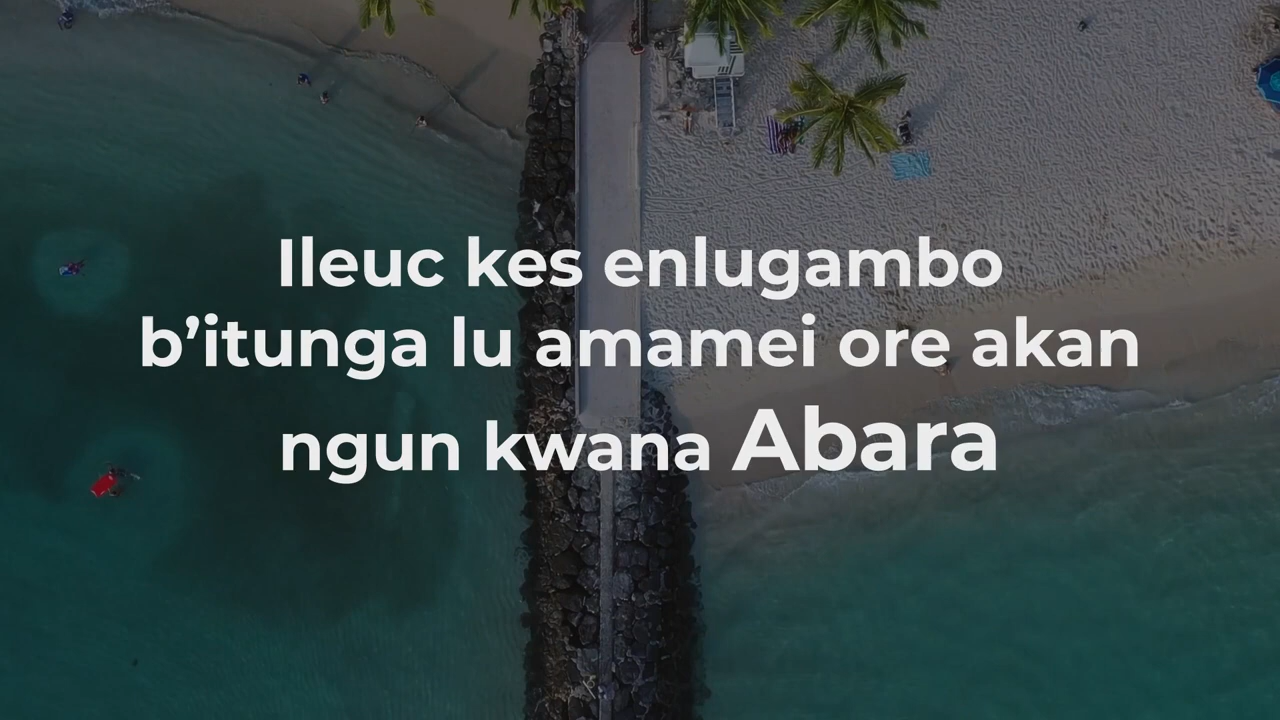 Ileuc kes enlugambo
b’itunga lu amamei ore akan
ngun kwana Abara